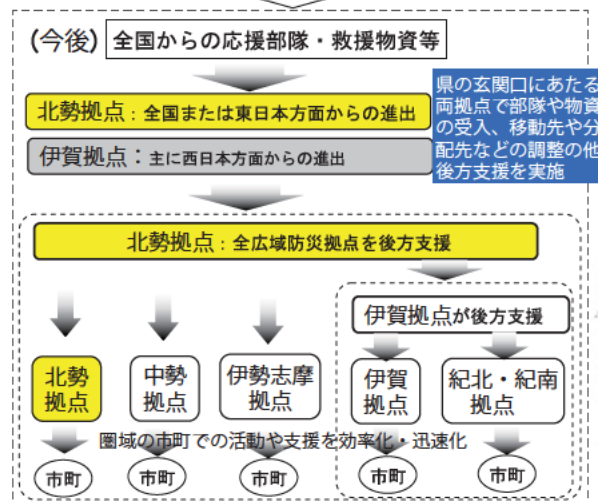 (今後) 全国からの応援部隊・救援物資等
北勢拠点：全国または東日本方面からの進出
伊賀拠点：主に西日本方面からの進出
県の玄関口にあたる
両拠点で部隊や物資
の受入、移動先や分
配先などの調整の他
後方支援を実施
北勢拠点：全広域防災拠点を後方支援
伊賀拠点が後方支援
北勢
拠点
中勢
拠点
伊勢志摩
拠点
伊賀
拠点
紀北・紀南
拠点
圏域の市町での活動や支援を効率化・迅速化
市町
市町
市町
市町
市町